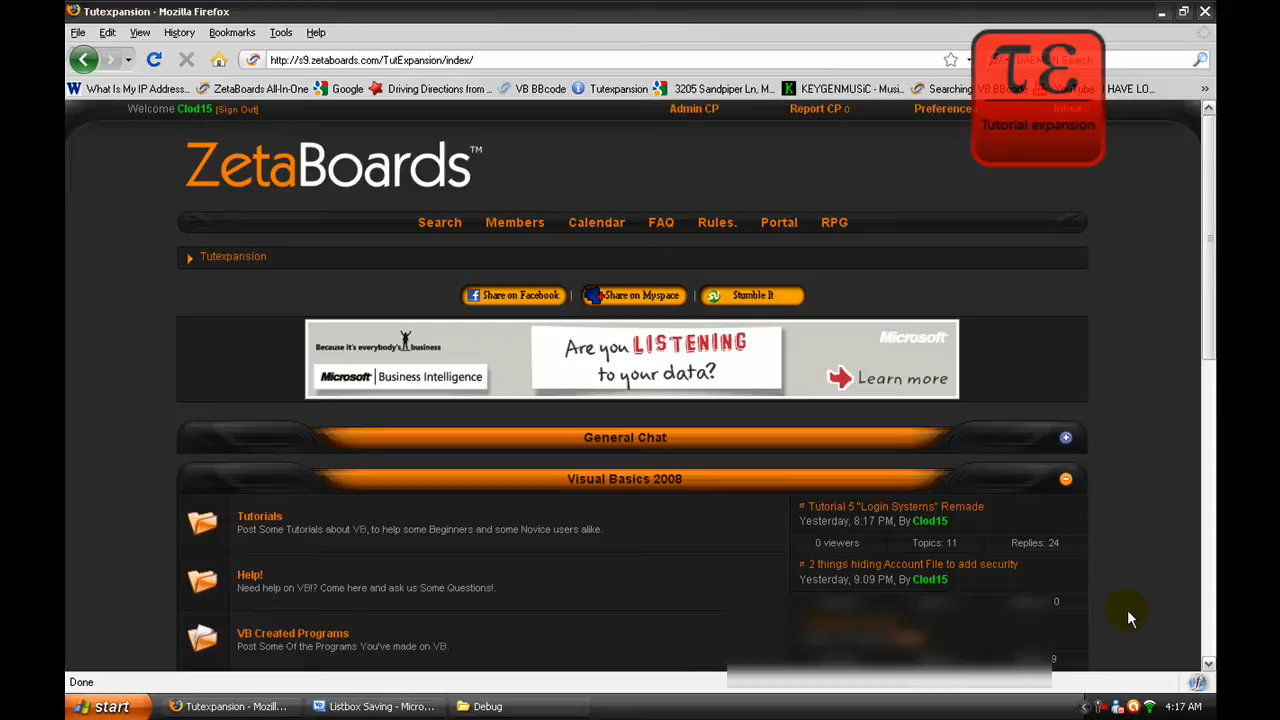 Tutexpansion - Mozilla Firefox
File Edit View History Bookmarks Tools Help
http://s9.zetaboards.com/TutExpansion/index/
DAEMON Search
What Is My IP Address... ZetaBoards All-In-One Google Driving Directions from ... VB BBcode Tutexpansion 3205 Sandpiper Ln, M... KEYGENMUSiC - Musi... Searching VB BBcode YouTube HAVE LO... »
Welcome Clod15 [Sign Out] Admin CP Report CP 0 Preferences Inbox
τε
Tutorial expansion
ZetaBoards™
Search Members Calendar FAQ Rules. Portal RPG
Tutexpansion
Share on Facebook | Share on Myspace | Stumble It
Because it's everybody's business
Microsoft | Business Intelligence
Are you LISTENING
to your data?
Microsoft
Learn more
General Chat
Visual Basics 2008
Tutorials
Post Some Tutorials about VB, to help some Beginners and some Novice users alike.
Tutorial 5 "Login Systems" Remade
Yesterday, 8:17 PM, By Clod15
0 viewers Topics: 11 Replies: 24
Help!
Need help on VB!? Come here and ask us Some Questions!.
2 things hiding Account File to add security
Yesterday, 9:09 PM, By Clod15
0
VB Created Programs
Post Some Of the Programs You've made on VB.
9
Done
start Tutexpansion - Mozill... Listbox Saving - Micro... Debug 4:17 AM